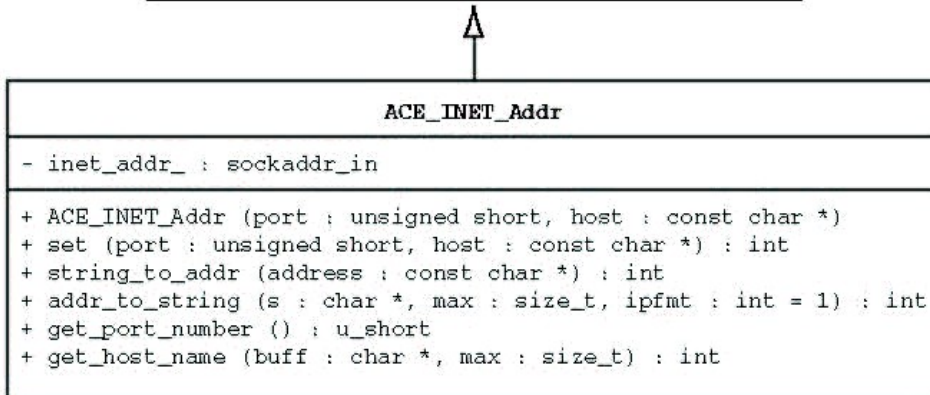 ACE_INET_Addr
- inet_addr_ : sockaddr_in
+ ACE_INET_Addr (port : unsigned short, host : const char *)
+ set (port : unsigned short, host : const char *) : int
+ string_to_addr (address : const char *) : int
+ addr_to_string (s : char *, max : size_t, ipfmt : int = 1) : int
+ get_port_number () : u_short
+ get_host_name (buff : char *, max : size_t) : int